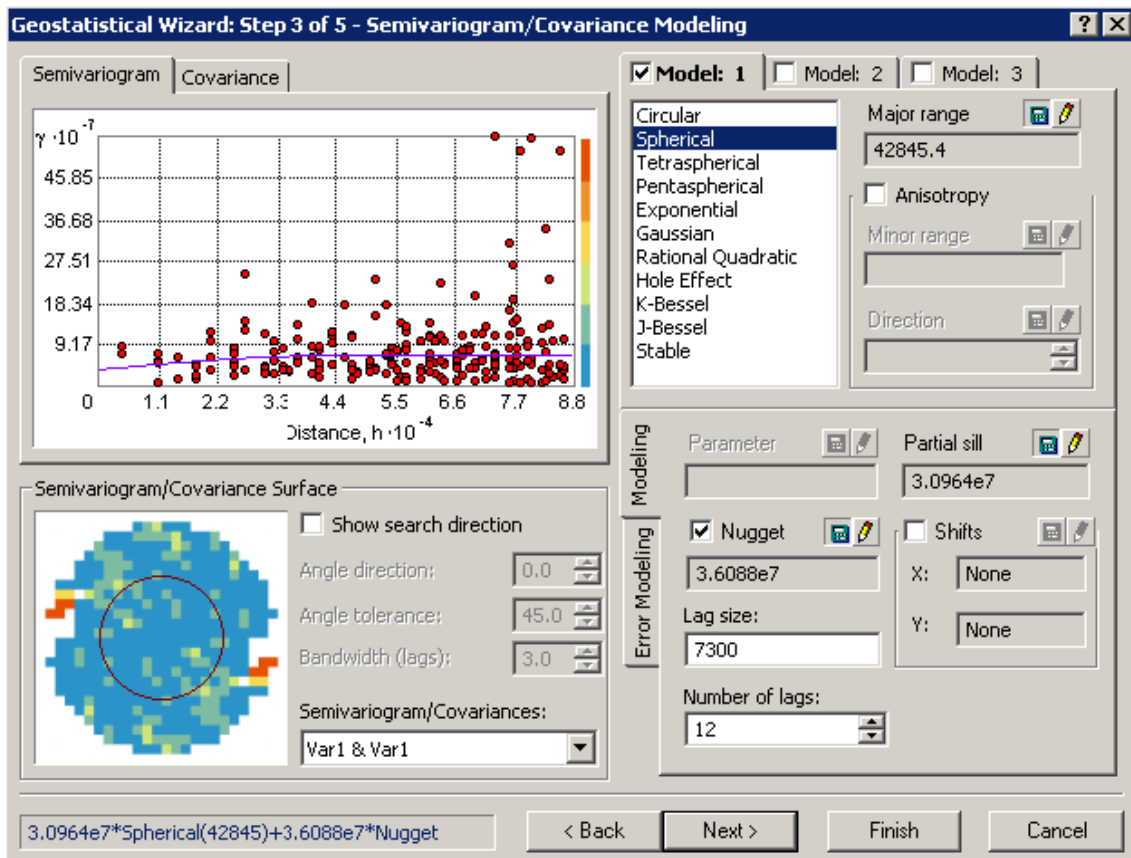 Geostatistical Wizard: Step 3 of 5 - Semivariogram/Covariance Modeling
Semivariogram
Covariance
γ ·10 -7
45.85
36.68
27.51
18.34
9.17
0
1.1
2.2
3.3
4.4
5.5
6.6
7.7
8.8
Distance, h ·10 -4
Semivariogram/Covariance Surface
Show search direction
Angle direction:
0.0
Angle tolerance:
45.0
Bandwidth (lags):
3.0
Semivariogram/Covariances:
Var1 & Var1
Model: 1
Model: 2
Model: 3
Circular
Spherical
Tetraspherical
Pentaspherical
Exponential
Gaussian
Rational Quadratic
Hole Effect
K-Bessel
J-Bessel
Stable
Major range
42845.4
Anisotropy
Minor range
Direction
Modeling
Error Modeling
Parameter
Partial sill
3.0964e7
Nugget
3.6088e7
Shifts
X: None
Y: None
Lag size:
7300
Number of lags:
12
3.0964e7*Spherical(42845)+3.6088e7*Nugget
< Back
Next >
Finish
Cancel